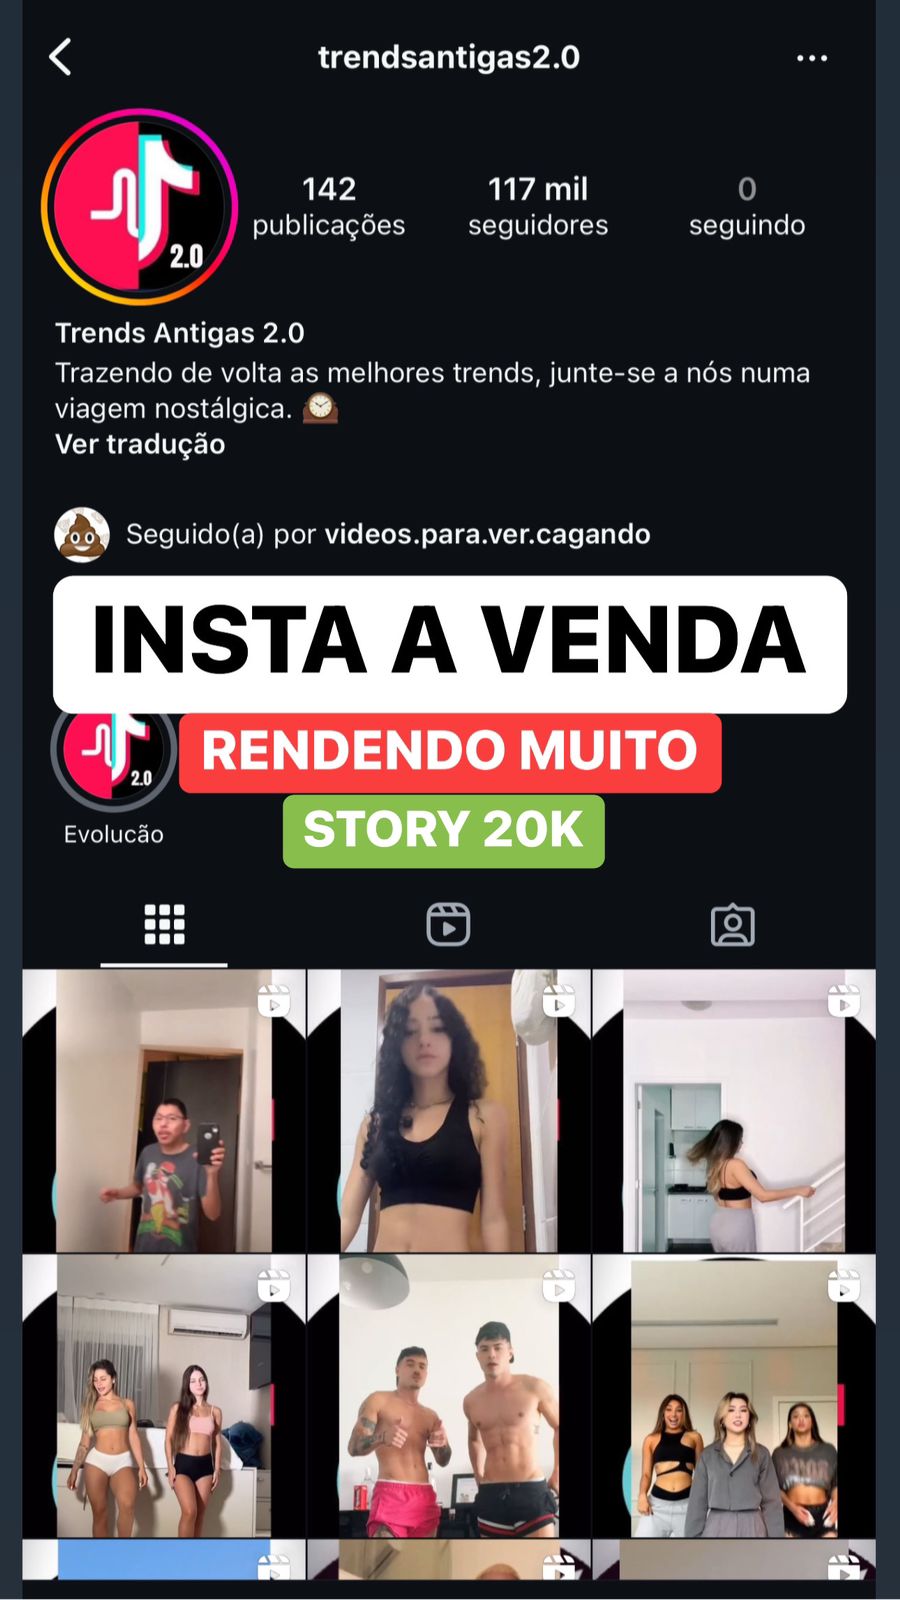 trendsantigas2.0
142
publicações
117 mil
seguidores
0
seguindo
2.0
Trends Antigas 2.0
Trazendo de volta as melhores trends, junte-se a nós numa
viagem nostálgica.
Ver tradução
Seguido(a) por videos.para.ver.cagando
INSTA A VENDA
RENDENDO MUITO
2.0
STORY 20K
Evolucão